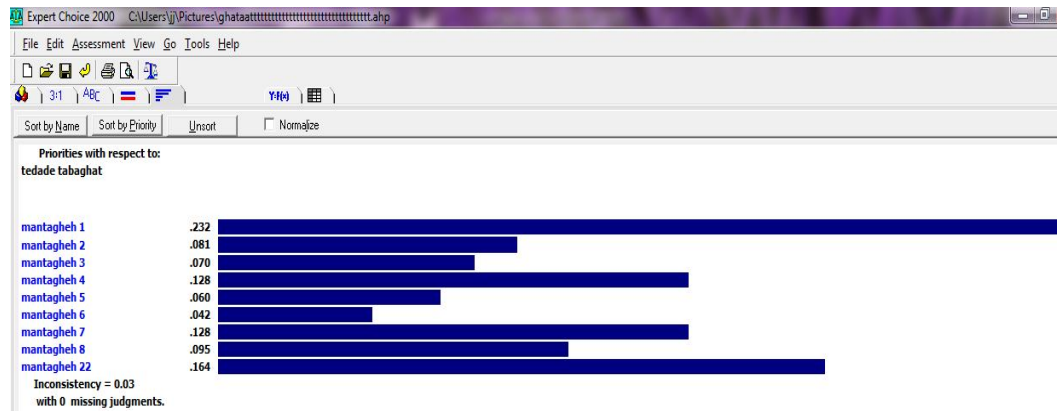 Expert Choice 2000 C:\Users\jj\Pictures\ghataatttttttttttttttttttttttttttttttttt.ahp
File Edit Assessment View Go Tools Help
3:1 ABC Y:f(x)
Sort by Name Sort by Priority Unsort Normalize
Priorities with respect to:
tedade tabaghat
mantagheh 1 .232
mantagheh 2 .081
mantagheh 3 .070
mantagheh 4 .128
mantagheh 5 .060
mantagheh 6 .042
mantagheh 7 .128
mantagheh 8 .095
mantagheh 22 .164
Inconsistency = 0.03
with 0 missing judgments.